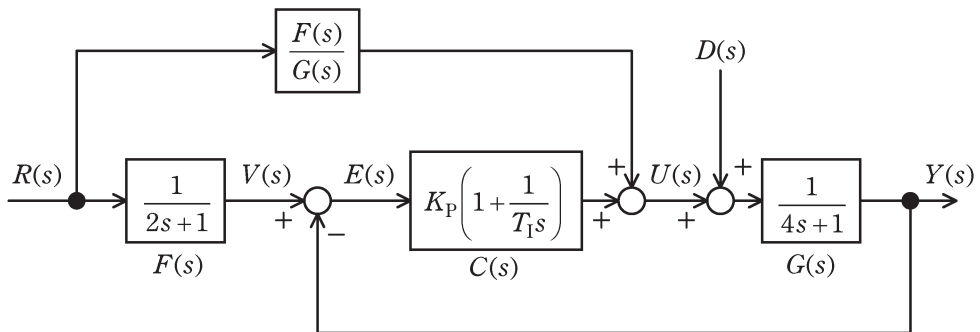 F(s)
G(s)
D(s)
R(s)
1
2s+1
F(s)
V(s)
+
−
E(s)
K_P(1+1/(T_I s))
C(s)
+
+
U(s)
+
+
1
4s+1
G(s)
Y(s)